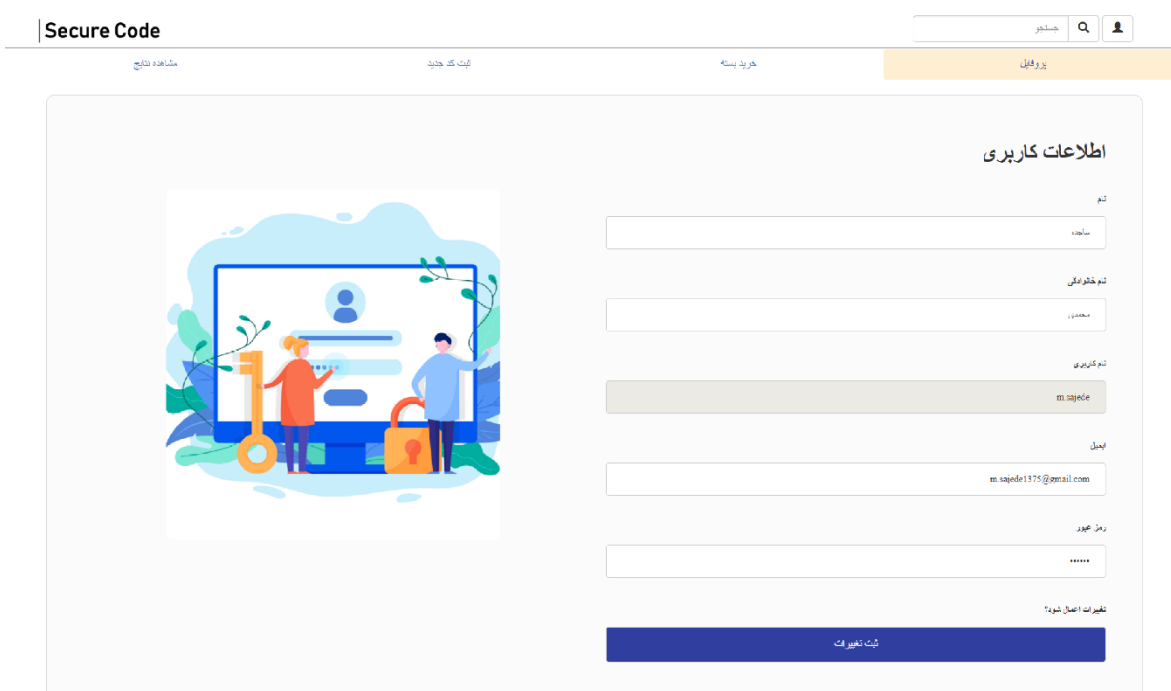 Secure Code
جستجو
پروفایل
خرید بسته
ثبت کد جدید
مشاهده نتایج
اطلاعات کاربری
نام
ساجده
نام خانوادگی
محمدی
نام کاربری
m.sajede
ایمیل
m.sajede1375@gmail.com
رمز عبور
••••••
تغییرات اعمال شود؟
ثبت تغییرات